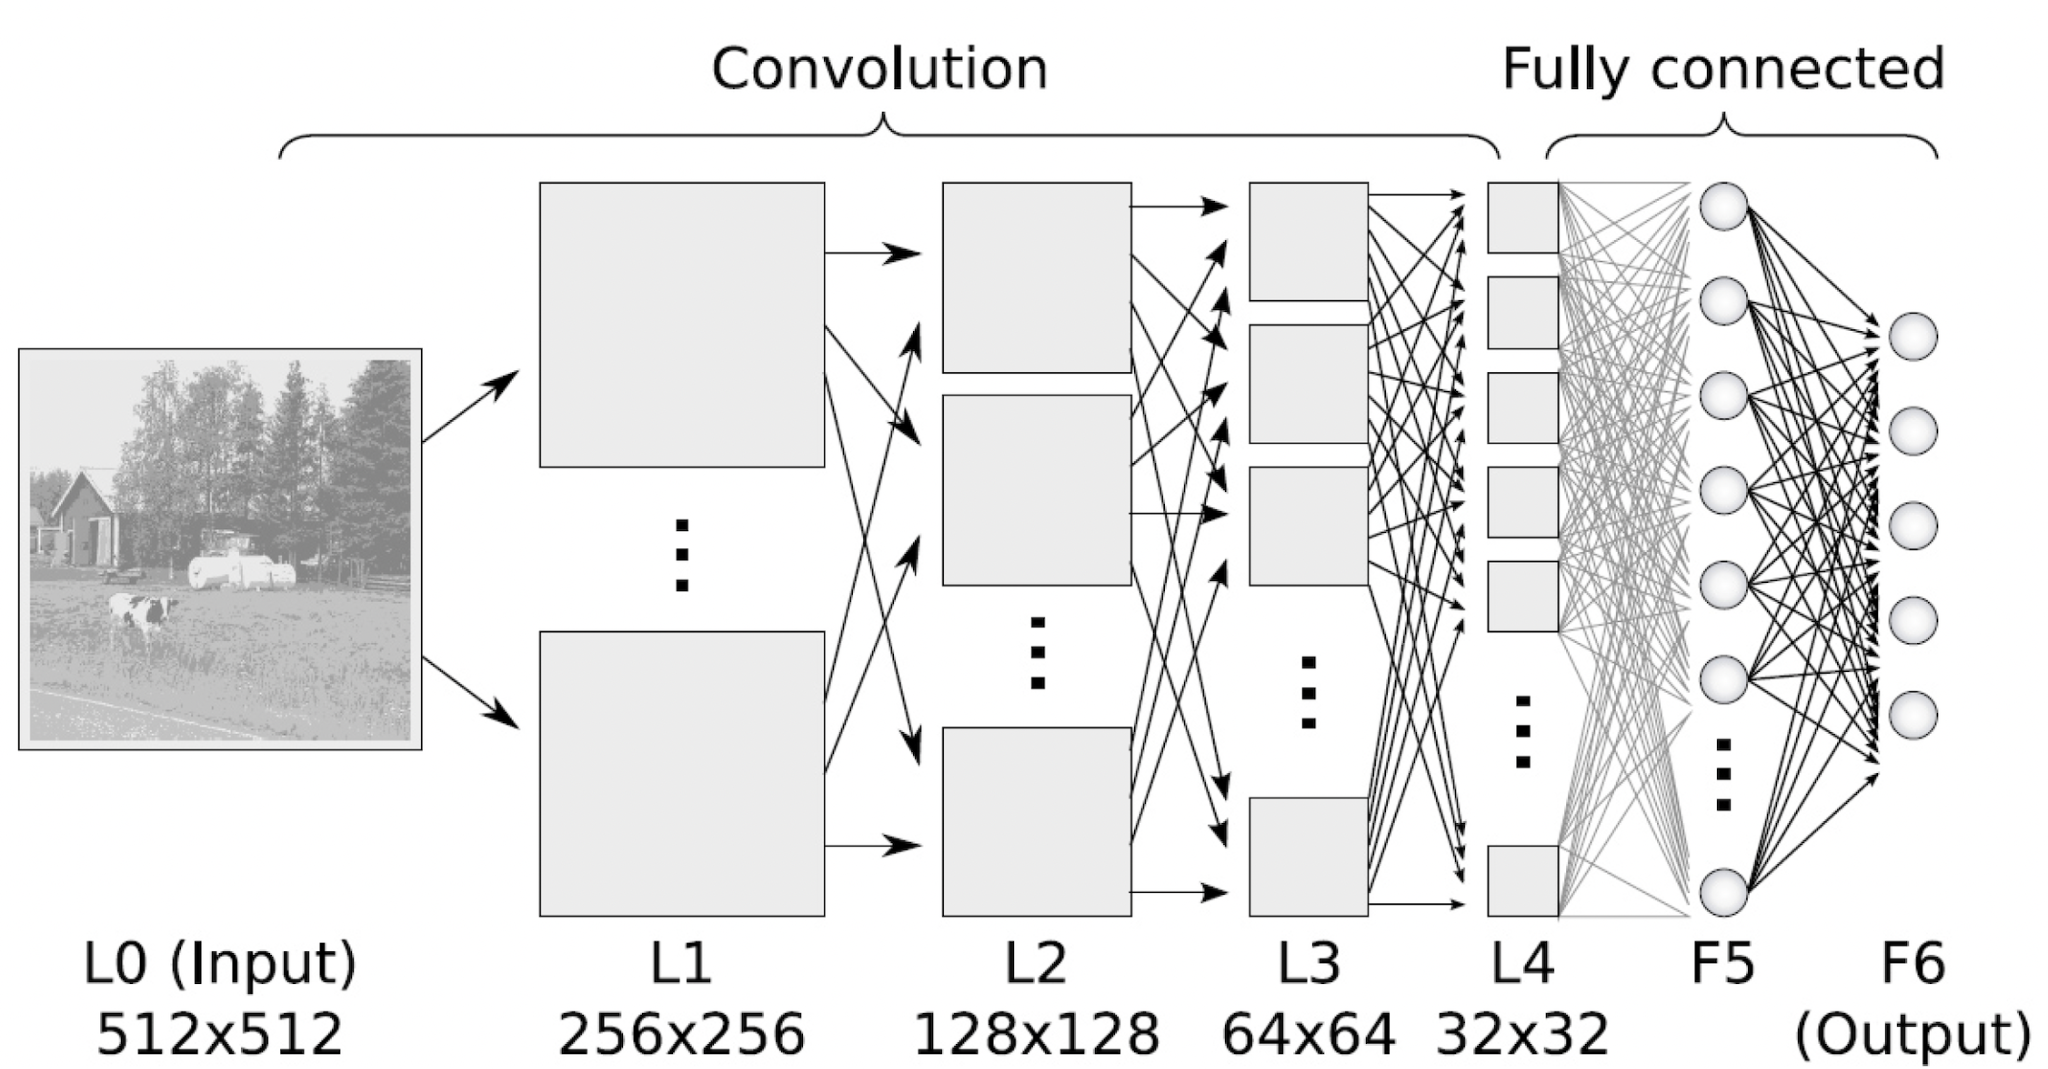 Convolution
Fully connected
L0 (Input)
512x512
L1
256x256
L2
128x128
L3
64x64
L4
32x32
F5
F6
(Output)